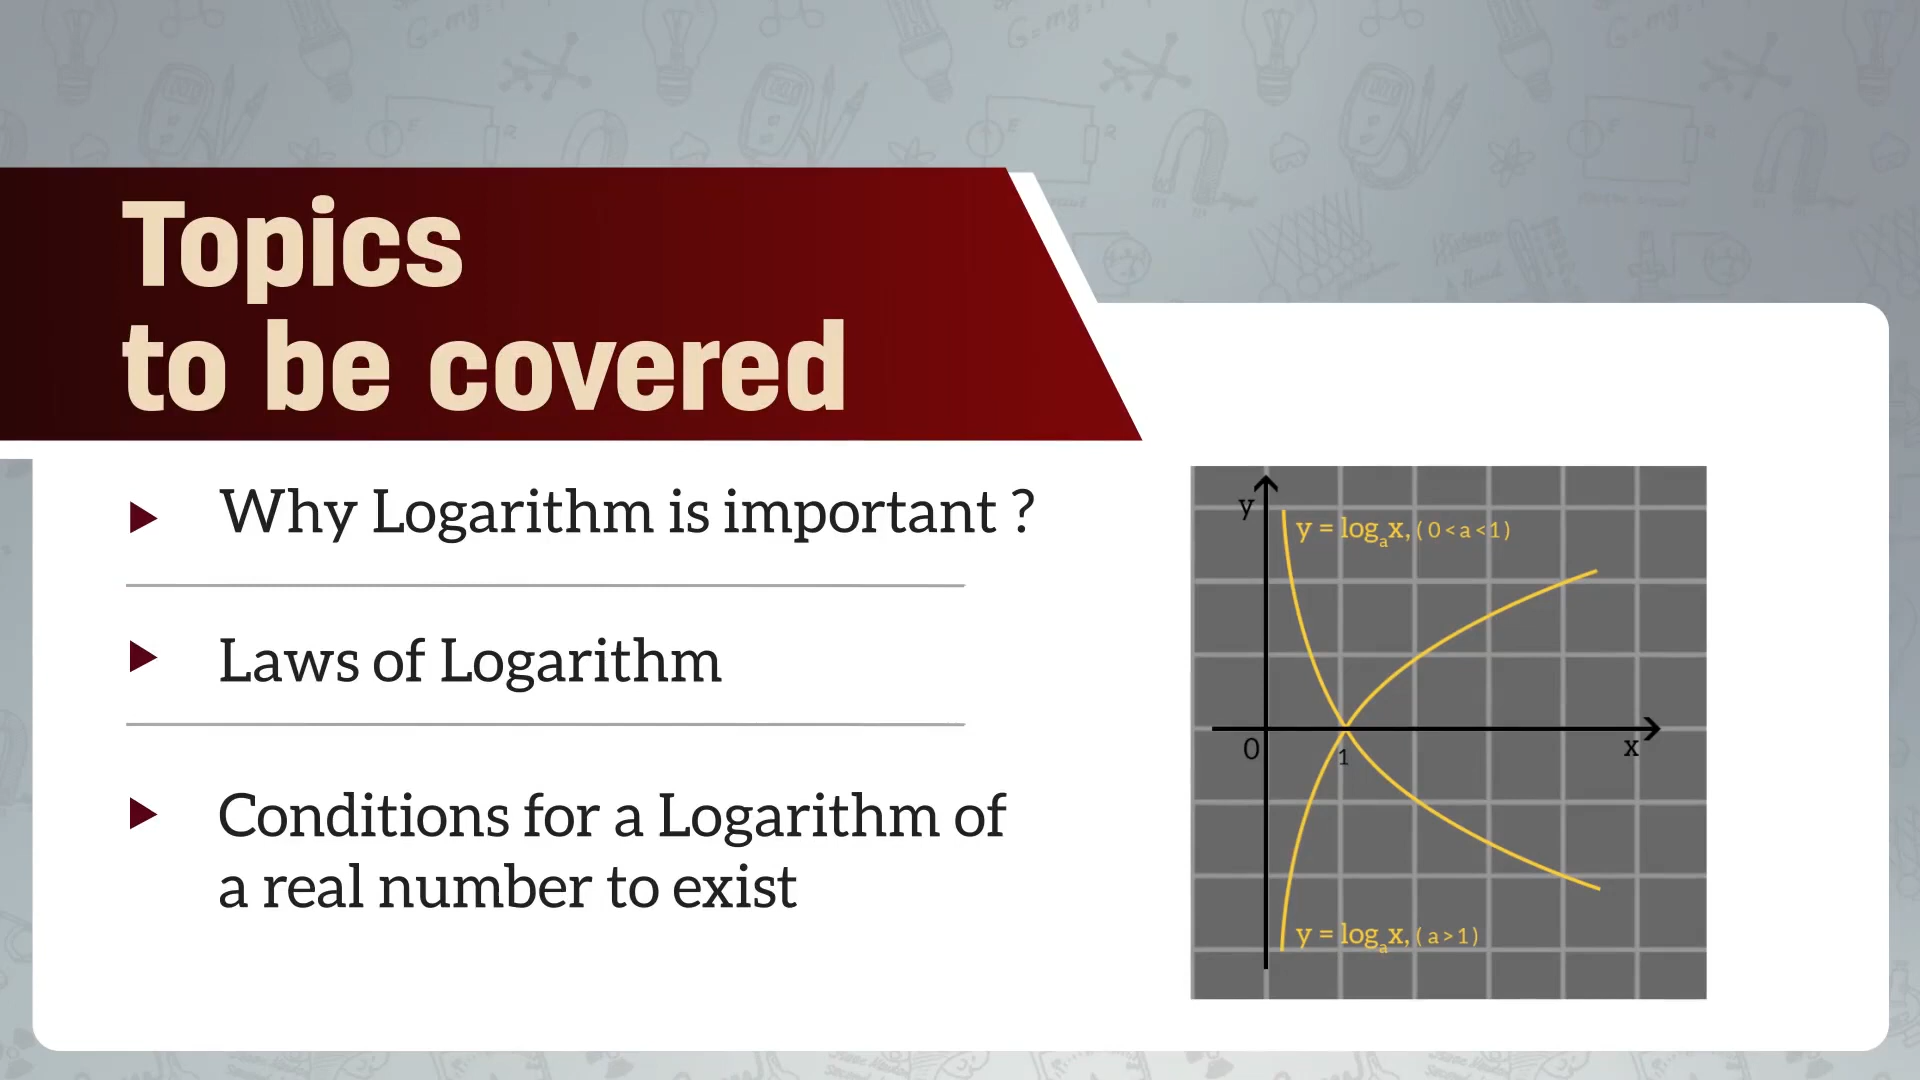 Topics
to be covered
Why Logarithm is important ?
Laws of Logarithm
Conditions for a Logarithm of
a real number to exist
y
y = logₐx, ( 0 < a < 1 )
0
1
x
y = logₐx, ( a > 1 )